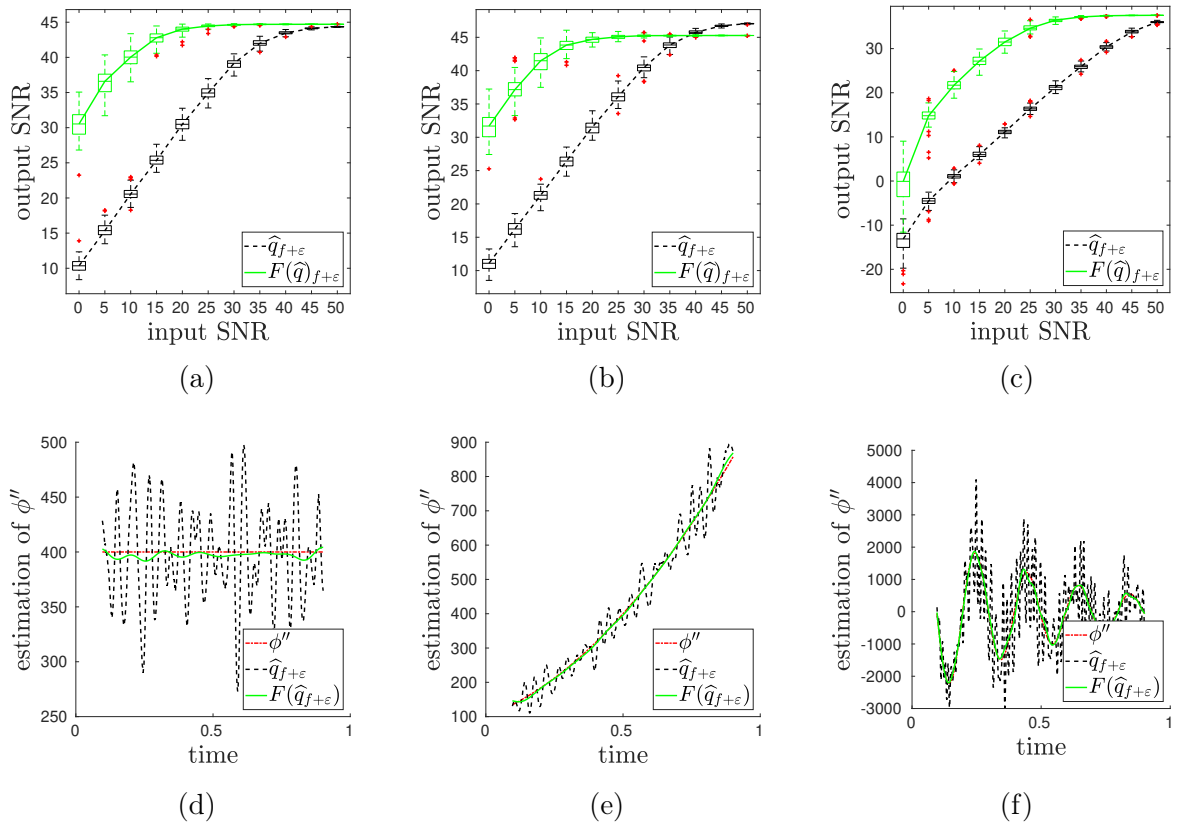 45
40
35
30
25
20
15
10
output SNR
0 5 10 15 20 25 30 35 40 45 50
input SNR
q̂_{f+ε}
F(q̂)_{f+ε}
(a)
45
40
35
30
25
20
15
10
output SNR
0 5 10 15 20 25 30 35 40 45 50
input SNR
q̂_{f+ε}
F(q̂)_{f+ε}
(b)
30
20
10
0
-10
-20
output SNR
0 5 10 15 20 25 30 35 40 45 50
input SNR
q̂_{f+ε}
F(q̂)_{f+ε}
(c)
500
450
400
350
300
250
estimation of ϕ″
0 0.5 1
time
ϕ″
q̂_{f+ε}
F(q̂_{f+ε})
(d)
900
800
700
600
500
400
300
200
100
estimation of ϕ″
0 0.5 1
time
ϕ″
q̂_{f+ε}
F(q̂_{f+ε})
(e)
5000
4000
3000
2000
1000
0
-1000
-2000
-3000
estimation of ϕ″
0 0.5 1
time
ϕ″
q̂_{f+ε}
F(q̂_{f+ε})
(f)